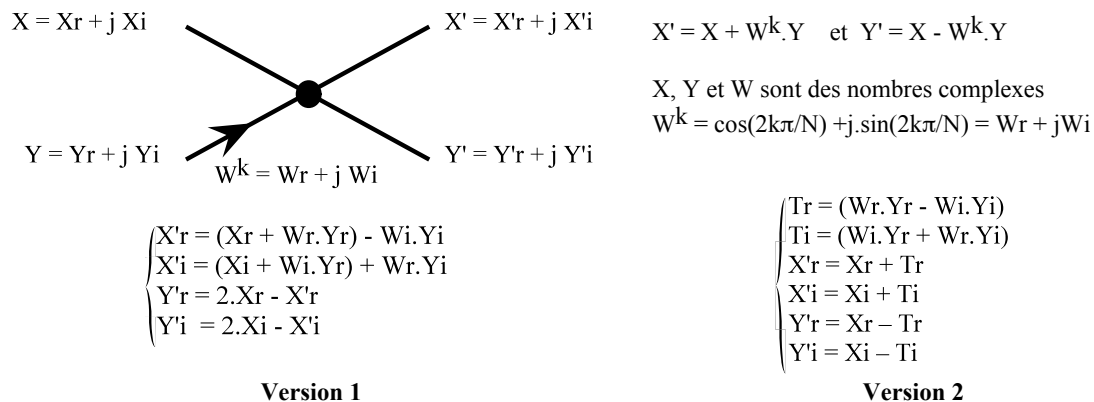 X = Xr + j Xi
X' = X'r + j X'i
Y = Yr + j Yi
W^k = Wr + j Wi
Y' = Y'r + j Y'i
X' = X + W^k.Y et Y' = X - W^k.Y
X, Y et W sont des nombres complexes
W^k = cos(2kπ/N) +j.sin(2kπ/N) = Wr + jWi
X'r = (Xr + Wr.Yr) - Wi.Yi
X'i = (Xi + Wi.Yr) + Wr.Yi
Y'r = 2.Xr - X'r
Y'i = 2.Xi - X'i
Version 1
Tr = (Wr.Yr - Wi.Yi)
Ti = (Wi.Yr + Wr.Yi)
X'r = Xr + Tr
X'i = Xi + Ti
Y'r = Xr – Tr
Y'i = Xi – Ti
Version 2